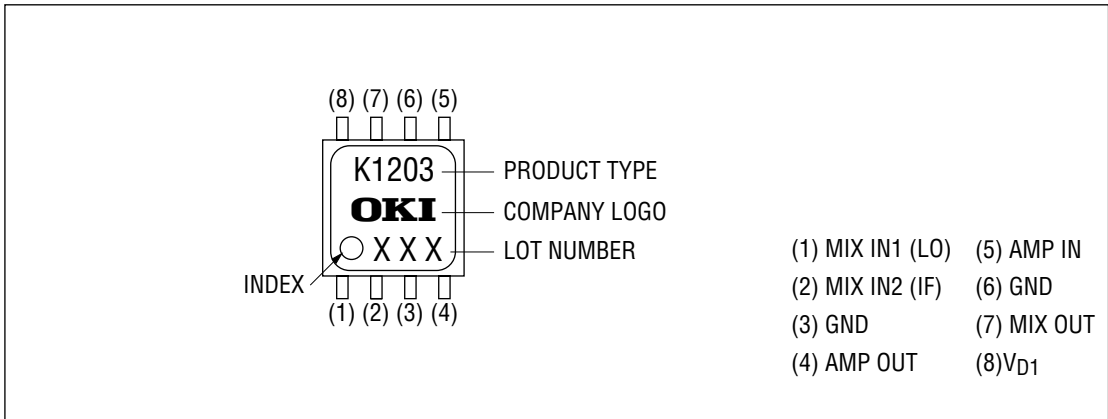 (8) (7) (6) (5)
K1203
PRODUCT TYPE
OKI
COMPANY LOGO
X X X
LOT NUMBER
INDEX
(1) (2) (3) (4)
(1) MIX IN1 (LO) (5) AMP IN
(2) MIX IN2 (IF) (6) GND
(3) GND (7) MIX OUT
(4) AMP OUT (8)VD1